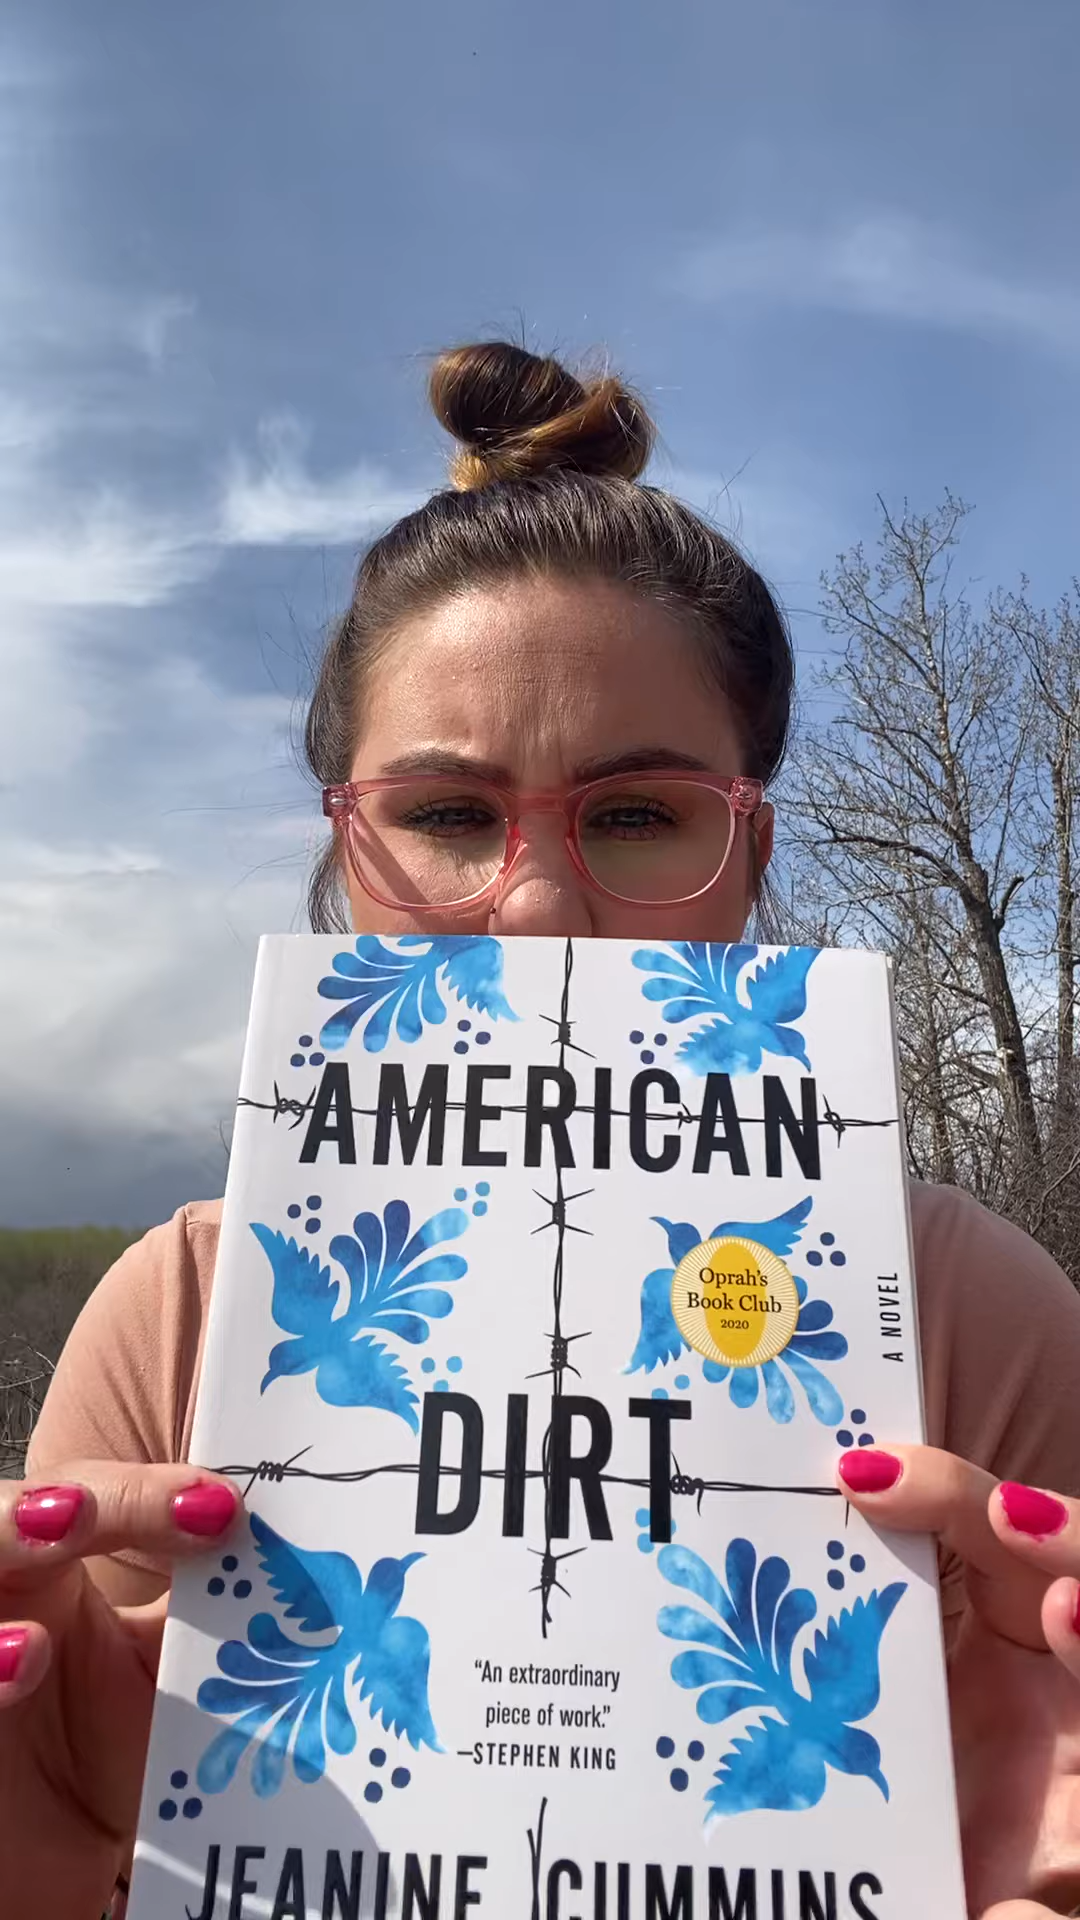 AMERICAN
Oprah's
Book Club
2020
A NOVEL
DIRT
"An extraordinary
piece of work."
—STEPHEN KING
JEANINE CUMMINS